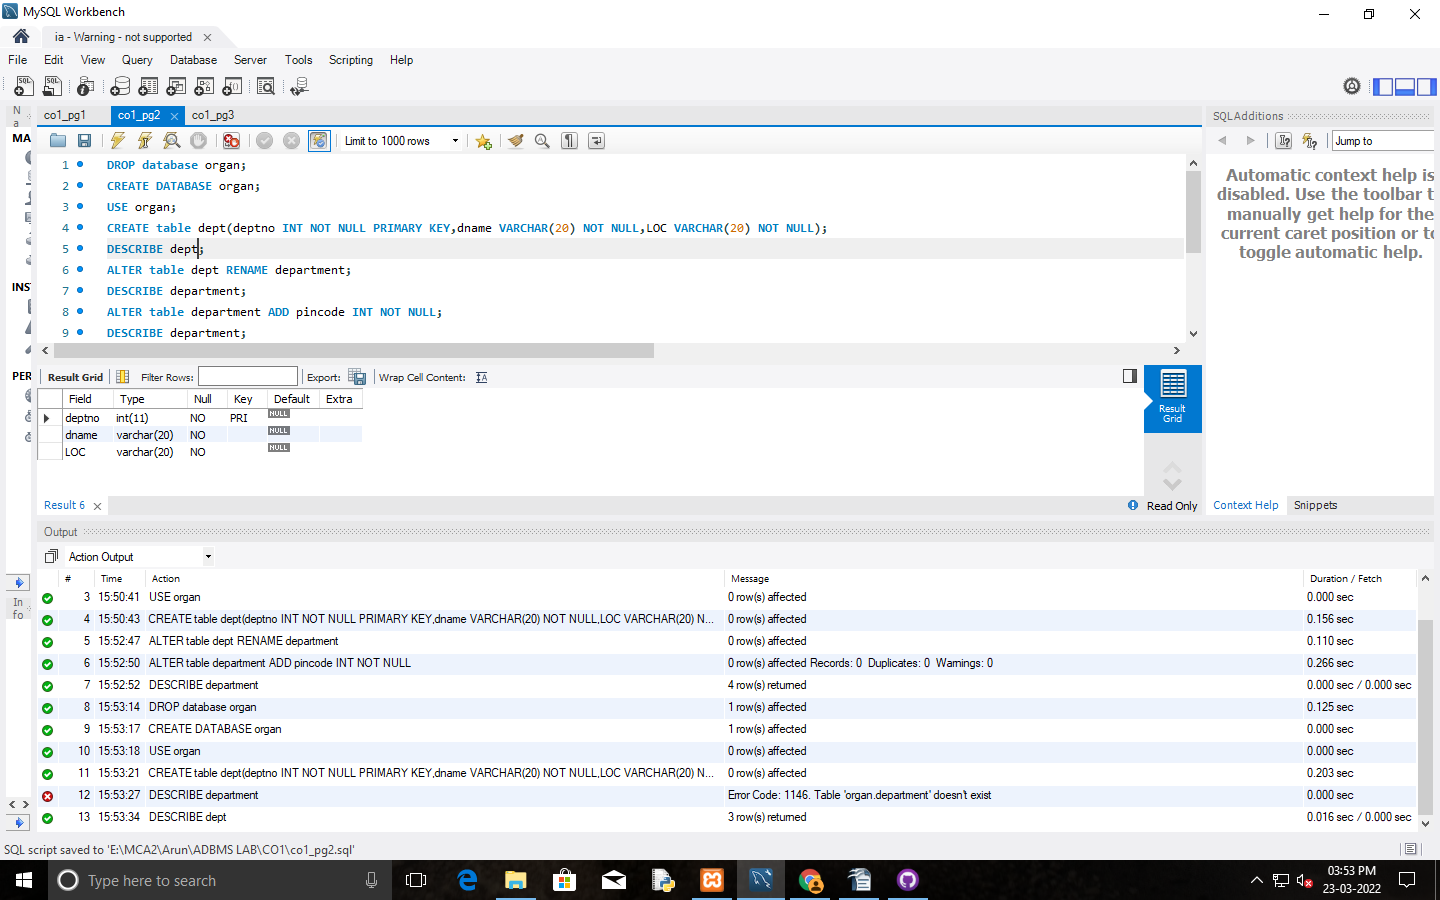 MySQL Workbench
ia - Warning - not supported
File Edit View Query Database Server Tools Scripting Help
co1_pg1 co1_pg2 co1_pg3
SQLAdditions
Limit to 1000 rows
Jump to
1 DROP database organ;
2 CREATE DATABASE organ;
3 USE organ;
4 CREATE table dept(deptno INT NOT NULL PRIMARY KEY,dname VARCHAR(20) NOT NULL,LOC VARCHAR(20) NOT NULL);
5 DESCRIBE dept;
6 ALTER table dept RENAME department;
7 DESCRIBE department;
8 ALTER table department ADD pincode INT NOT NULL;
9 DESCRIBE department;
Automatic context help is
disabled. Use the toolbar t
manually get help for the
current caret position or to
toggle automatic help.
N
a
MA
INS
PER
In
fo
Result Grid Filter Rows: Export: Wrap Cell Content:
Field Type Null Key Default Extra
deptno int(11) NO PRI NULL
dname varchar(20) NO NULL
LOC varchar(20) NO NULL
Result
Grid
Result 6
Read Only
Context Help Snippets
Output
Action Output
# Time Action Message Duration / Fetch
3 15:50:41 USE organ 0 row(s) affected 0.000 sec
4 15:50:43 CREATE table dept(deptno INT NOT NULL PRIMARY KEY,dname VARCHAR(20) NOT NULL,LOC VARCHAR(20) N... 0 row(s) affected 0.156 sec
5 15:52:47 ALTER table dept RENAME department 0 row(s) affected 0.110 sec
6 15:52:50 ALTER table department ADD pincode INT NOT NULL 0 row(s) affected Records: 0 Duplicates: 0 Warnings: 0 0.266 sec
7 15:52:52 DESCRIBE department 4 row(s) returned 0.000 sec / 0.000 sec
8 15:53:14 DROP database organ 1 row(s) affected 0.125 sec
9 15:53:17 CREATE DATABASE organ 1 row(s) affected 0.000 sec
10 15:53:18 USE organ 0 row(s) affected 0.000 sec
11 15:53:21 CREATE table dept(deptno INT NOT NULL PRIMARY KEY,dname VARCHAR(20) NOT NULL,LOC VARCHAR(20) N... 0 row(s) affected 0.203 sec
12 15:53:27 DESCRIBE department Error Code: 1146. Table 'organ.department' doesn't exist 0.000 sec
13 15:53:34 DESCRIBE dept 3 row(s) returned 0.016 sec / 0.000 sec
SQL script saved to 'E:\MCA2\Arun\ADBMS LAB\CO1\co1_pg2.sql'
Type here to search
03:53 PM
23-03-2022